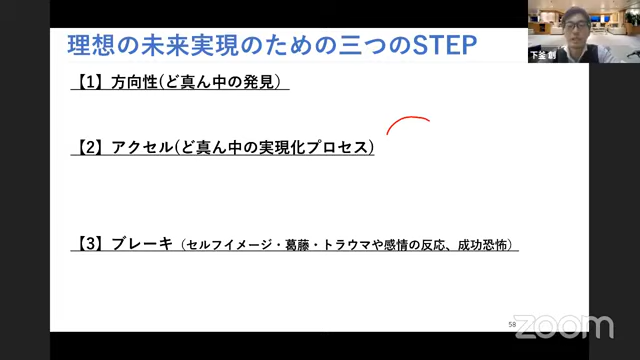 理想の未来実現のための三つのSTEP
【1】方向性(ど真ん中の発見）
【2】アクセル(ど真ん中の実現化プロセス)
【3】ブレーキ（セルフイメージ・葛藤・トラウマや感情の反応、成功恐怖）
下釜 創
58
zoom